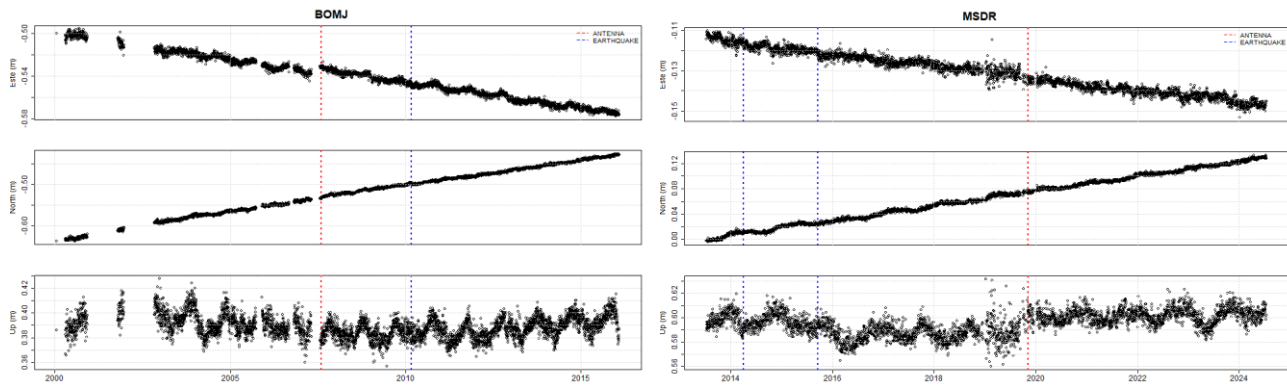 BOMJ
ANTENNA
EARTHQUAKE
Este (m)
-0.50
-0.54
-0.58
North (m)
-0.50
-0.60
Up (m)
0.42
0.40
0.38
0.36
2000
2005
2010
2015
MSDR
ANTENNA
EARTHQUAKE
Este (m)
-0.11
-0.13
-0.15
North (m)
0.12
0.08
0.04
0.00
Up (m)
0.62
0.60
0.58
0.56
2014
2016
2018
2020
2022
2024